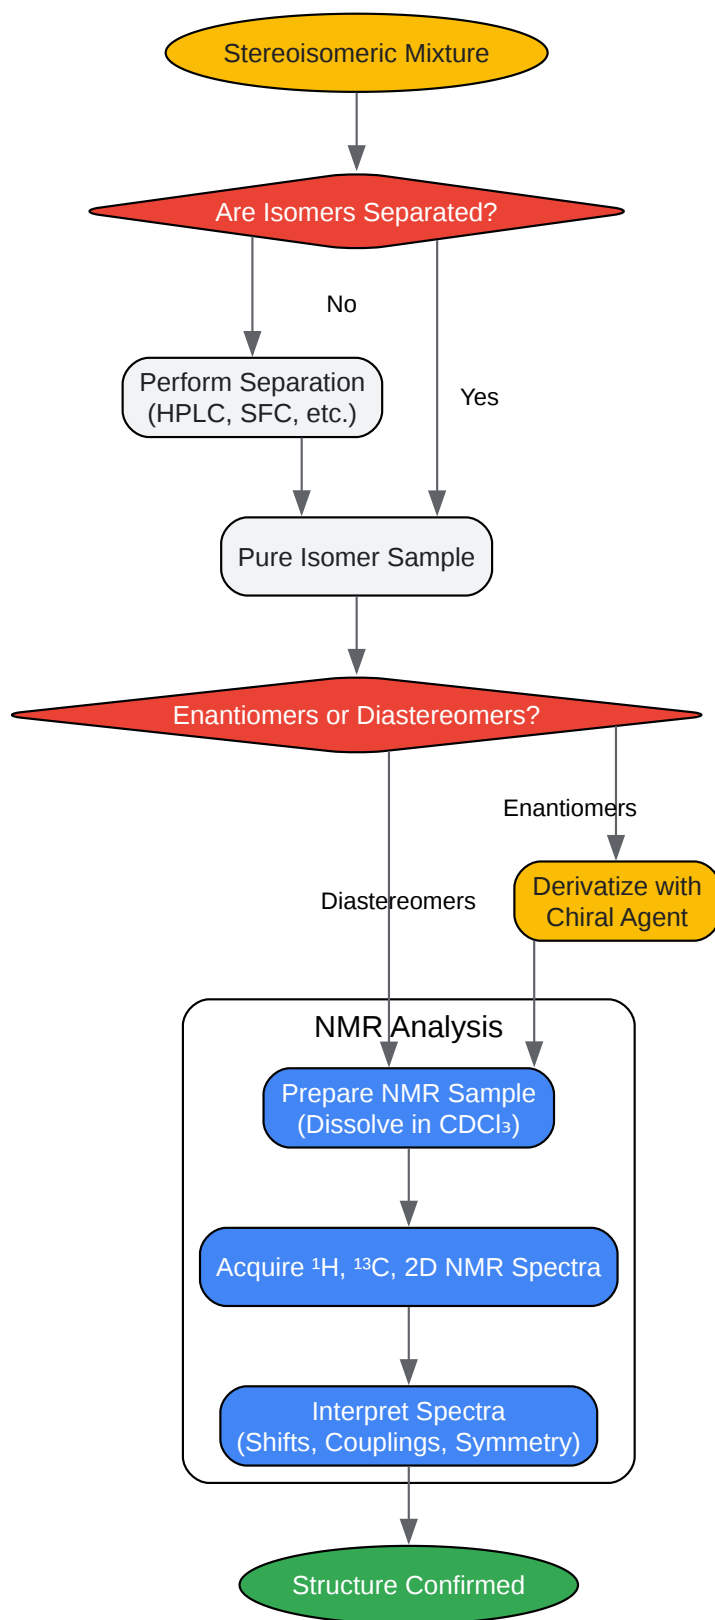 Stereoisomeric Mixture
Are Isomers Separated?
No
Perform Separation
(HPLC, SFC, etc.)
Yes
Pure Isomer Sample
Enantiomers or Diastereomers?
Enantiomers
Derivatize with
Chiral Agent
Diastereomers
NMR Analysis
Prepare NMR Sample
(Dissolve in CDCl₃)
Acquire ¹H, ¹³C, 2D NMR Spectra
Interpret Spectra
(Shifts, Couplings, Symmetry)
Structure Confirmed